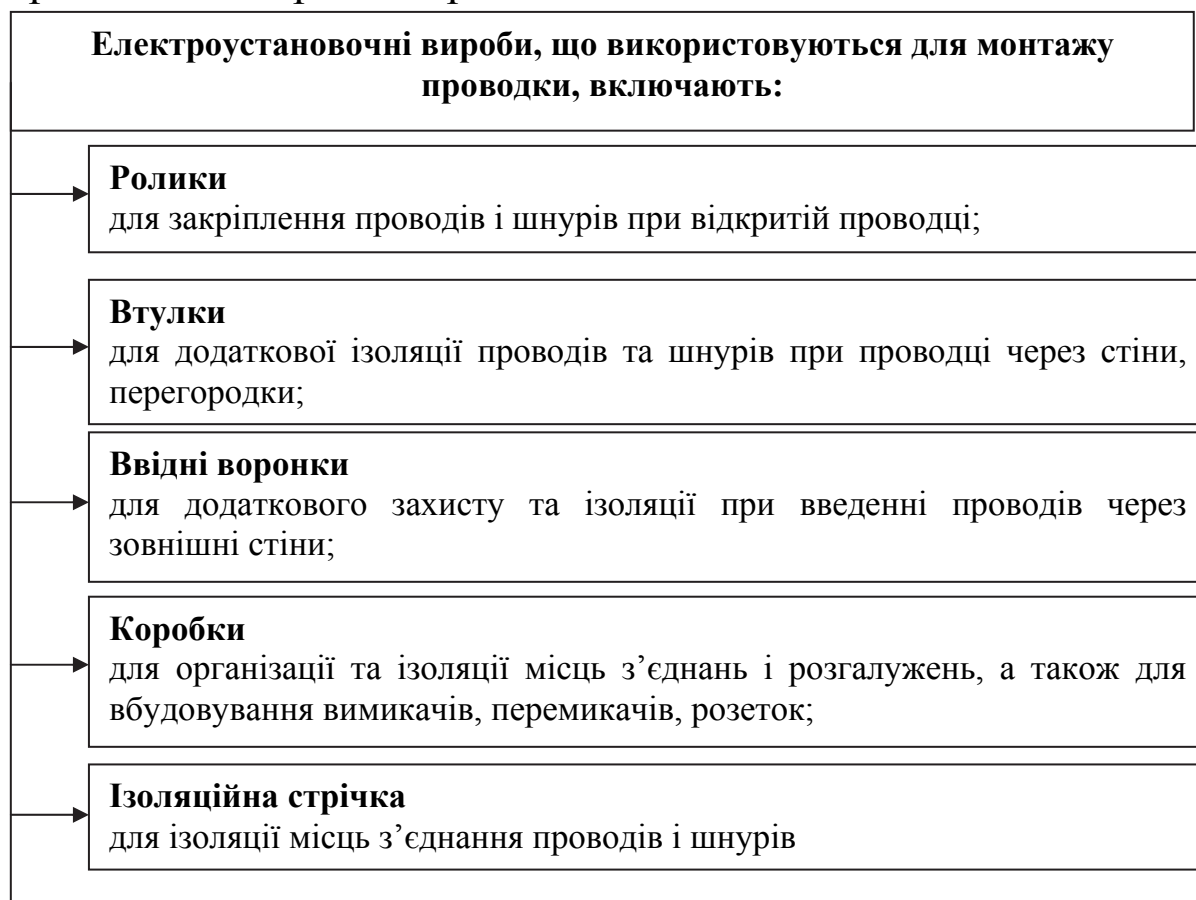 Електроустановочні вироби, що використовуються для монтажу
проводки, включають:
Ролики
для закріплення проводів і шнурів при відкритій проводці;
Втулки
для додаткової ізоляції проводів та шнурів при проводці через стіни,
перегородки;
Ввідні воронки
для додаткового захисту та ізоляції при введенні проводів через
зовнішні стіни;
Коробки
для організації та ізоляції місць з’єднань і розгалужень, а також для
вбудовування вимикачів, перемикачів, розеток;
Ізоляційна стрічка
для ізоляції місць з’єднання проводів і шнурів